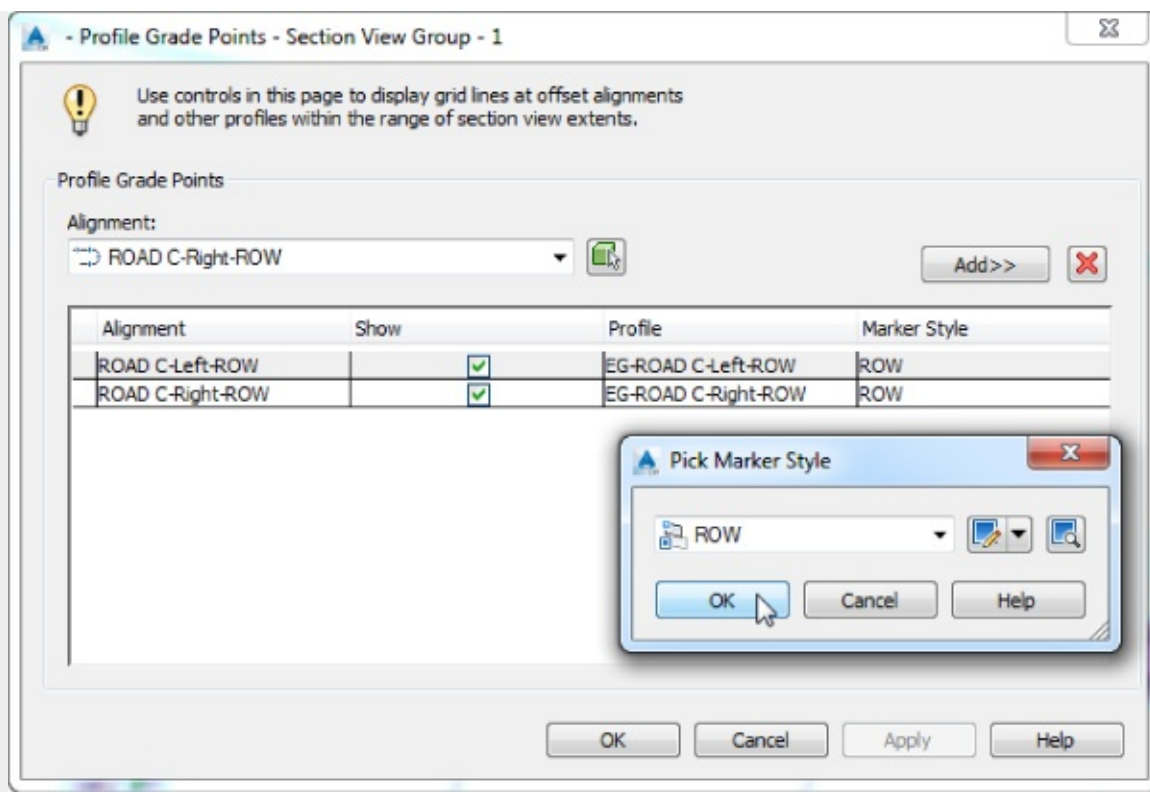 - Profile Grade Points - Section View Group - 1
Use controls in this page to display grid lines at offset alignments
and other profiles within the range of section view extents.
Profile Grade Points
Alignment:
ROAD C-Right-ROW
Add>>
Alignment Show Profile Marker Style
ROAD C-Left-ROW EG-ROAD C-Left-ROW ROW
ROAD C-Right-ROW EG-ROAD C-Right-ROW ROW
Pick Marker Style
ROW
OK Cancel Help
OK Cancel Apply Help